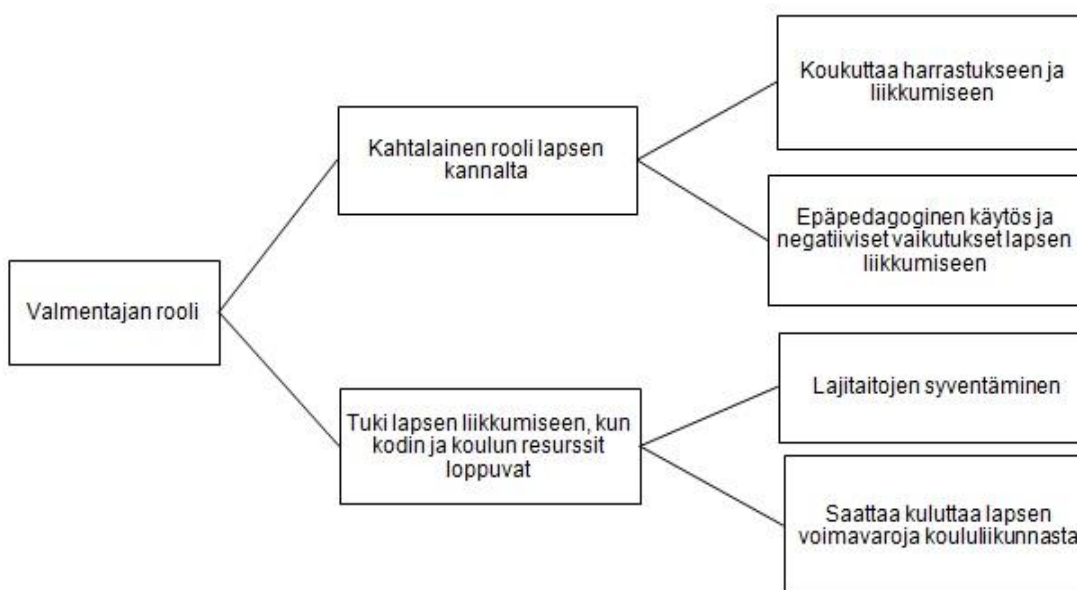 Valmentajan rooli
Kahtalainen rooli lapsen
kannalta
Koukuttaa harrastukseen ja
liikkumiseen
Epäpedagoginen käytös ja
negatiiviset vaikutukset lapsen
liikkumiseen
Tuki lapsen liikkumiseen, kun
kodin ja koulun resurssit
loppuvat
Lajitaitojen syventäminen
Saattaa kuluttaa lapsen
voimavaroja koululiikunnasta